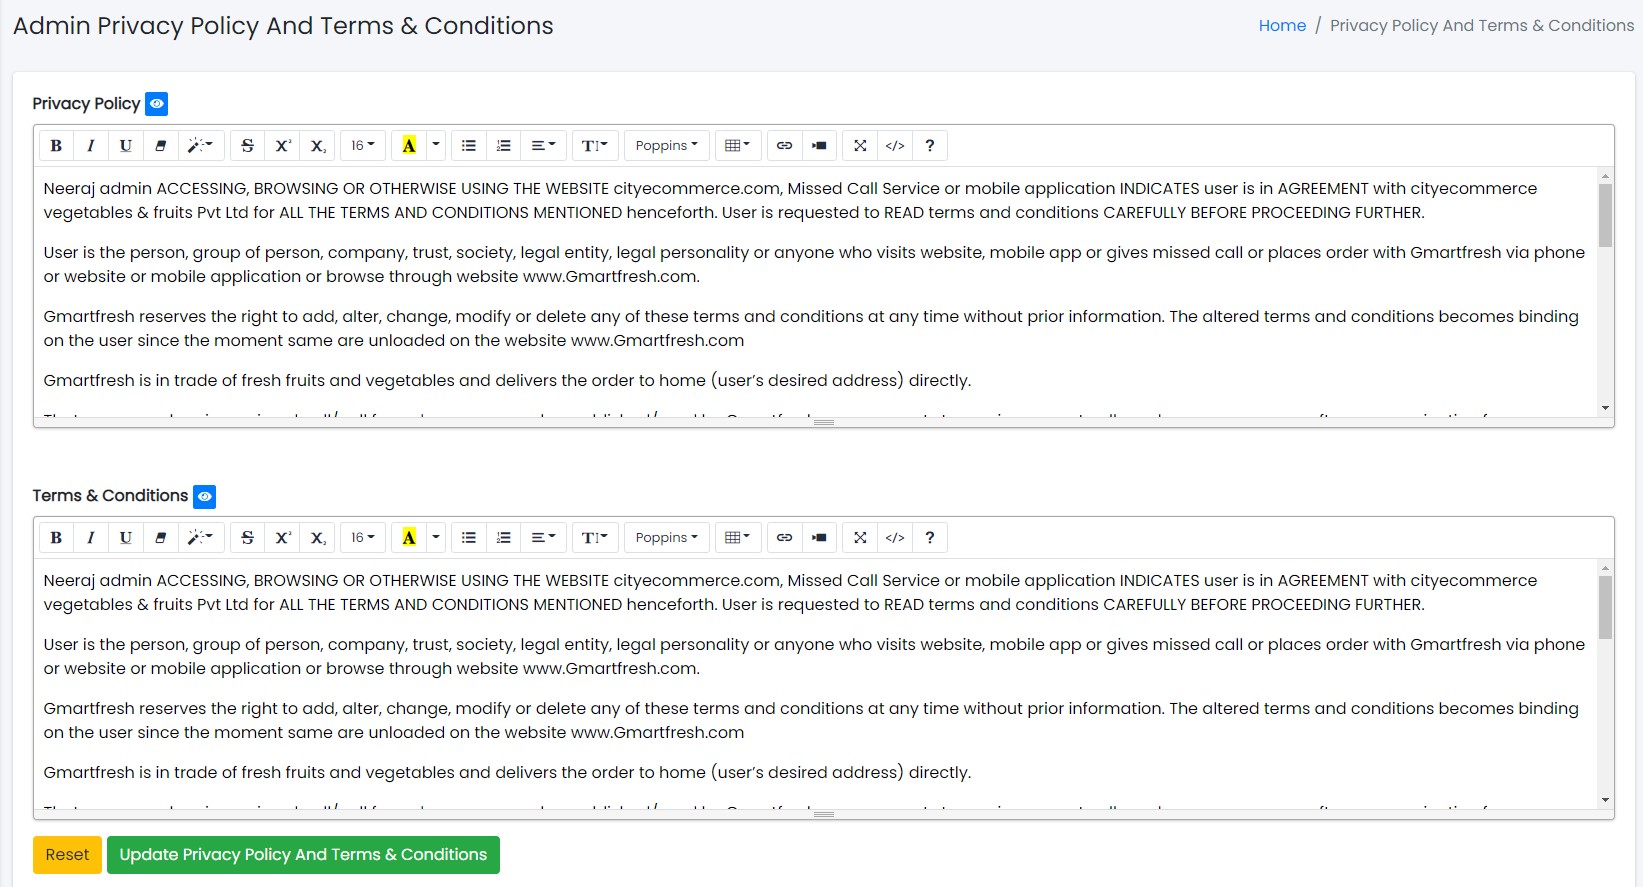 Admin Privacy Policy And Terms & Conditions
Home / Privacy Policy And Terms & Conditions
Privacy Policy
B I U S X² X₂ 16 A T Poppins </> ?
Neeraj admin ACCESSING, BROWSING OR OTHERWISE USING THE WEBSITE cityecommerce.com, Missed Call Service or mobile application INDICATES user is in AGREEMENT with cityecommerce
vegetables & fruits Pvt Ltd for ALL THE TERMS AND CONDITIONS MENTIONED henceforth. User is requested to READ terms and conditions CAREFULLY BEFORE PROCEEDING FURTHER.
User is the person, group of person, company, trust, society, legal entity, legal personality or anyone who visits website, mobile app or gives missed call or places order with Gmartfresh via phone
or website or mobile application or browse through website www.Gmartfresh.com.
Gmartfresh reserves the right to add, alter, change, modify or delete any of these terms and conditions at any time without prior information. The altered terms and conditions becomes binding
on the user since the moment same are unloaded on the website www.Gmartfresh.com
Gmartfresh is in trade of fresh fruits and vegetables and delivers the order to home (user’s desired address) directly.
Terms & Conditions
B I U S X² X₂ 16 A T Poppins </> ?
Neeraj admin ACCESSING, BROWSING OR OTHERWISE USING THE WEBSITE cityecommerce.com, Missed Call Service or mobile application INDICATES user is in AGREEMENT with cityecommerce
vegetables & fruits Pvt Ltd for ALL THE TERMS AND CONDITIONS MENTIONED henceforth. User is requested to READ terms and conditions CAREFULLY BEFORE PROCEEDING FURTHER.
User is the person, group of person, company, trust, society, legal entity, legal personality or anyone who visits website, mobile app or gives missed call or places order with Gmartfresh via phone
or website or mobile application or browse through website www.Gmartfresh.com.
Gmartfresh reserves the right to add, alter, change, modify or delete any of these terms and conditions at any time without prior information. The altered terms and conditions becomes binding
on the user since the moment same are unloaded on the website www.Gmartfresh.com
Gmartfresh is in trade of fresh fruits and vegetables and delivers the order to home (user’s desired address) directly.
Reset Update Privacy Policy And Terms & Conditions